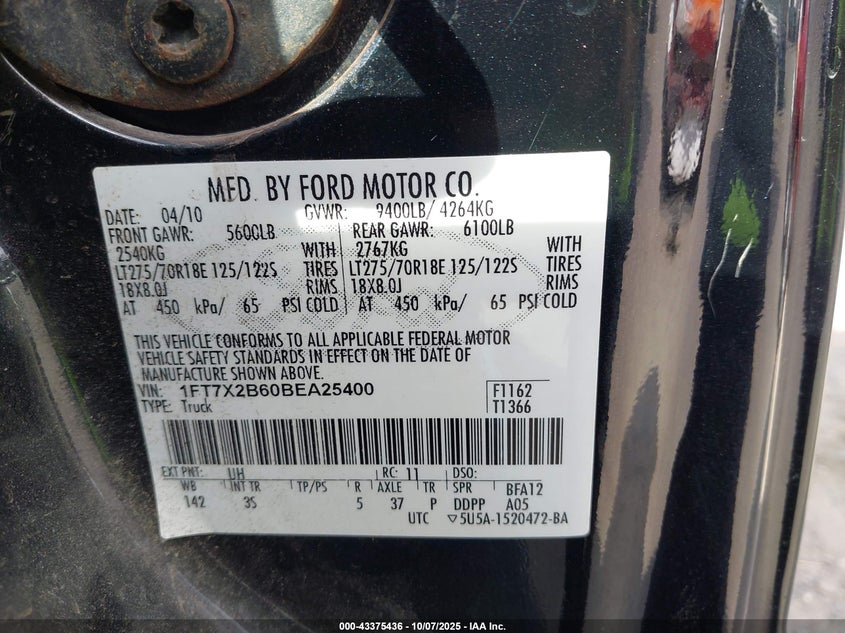 MFD. BY FORD MOTOR CO.
DATE: 04/10 GVWR: 9400LB/ 4264KG
FRONT GAWR: 5600LB REAR GAWR: 6100LB
2540KG WITH 2767KG WITH
LT275/70R18E 125/122S TIRES LT275/70R18E 125/122S TIRES
18X8.0J RIMS 18X8.0J RIMS
AT 450 kPa/ 65 PSI COLD AT 450 kPa/ 65 PSI COLD
THIS VEHICLE CONFORMS TO ALL APPLICABLE FEDERAL MOTOR
VEHICLE SAFETY STANDARDS IN EFFECT ON THE DATE OF
MANUFACTURE SHOWN ABOVE.
VIN: 1FT7X2B60BEA25400 F1162
TYPE: Truck T1366
EXT PNT: UH RC: 11 DSO:
WB INT TR TP/PS R AXLE TR SPR BFA12
142 3S 5 37 P DDPP A05
UTC ▽5U5A-1520472-BA
000-43375436 - 10/07/2025 - IAA Inc.